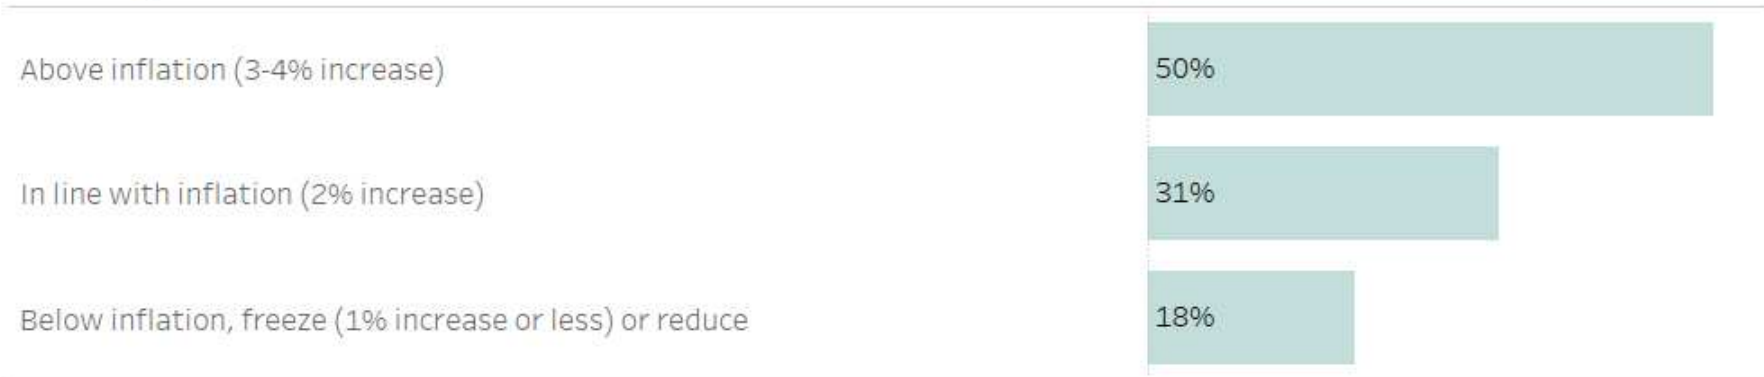 Above inflation (3-4% increase) 50%
In line with inflation (2% increase) 31%
Below inflation, freeze (1% increase or less) or reduce 18%